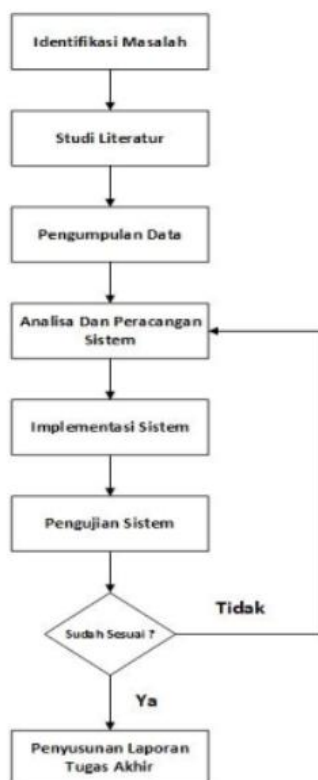 Identifikasi Masalah
Studi Literatur
Pengumpulan Data
Analisa Dan Peracangan
Sistem
Implementasi Sistem
Pengujian Sistem
Sudah Sesuai ?
Tidak
Ya
Penyusunan Laporan
Tugas Akhir